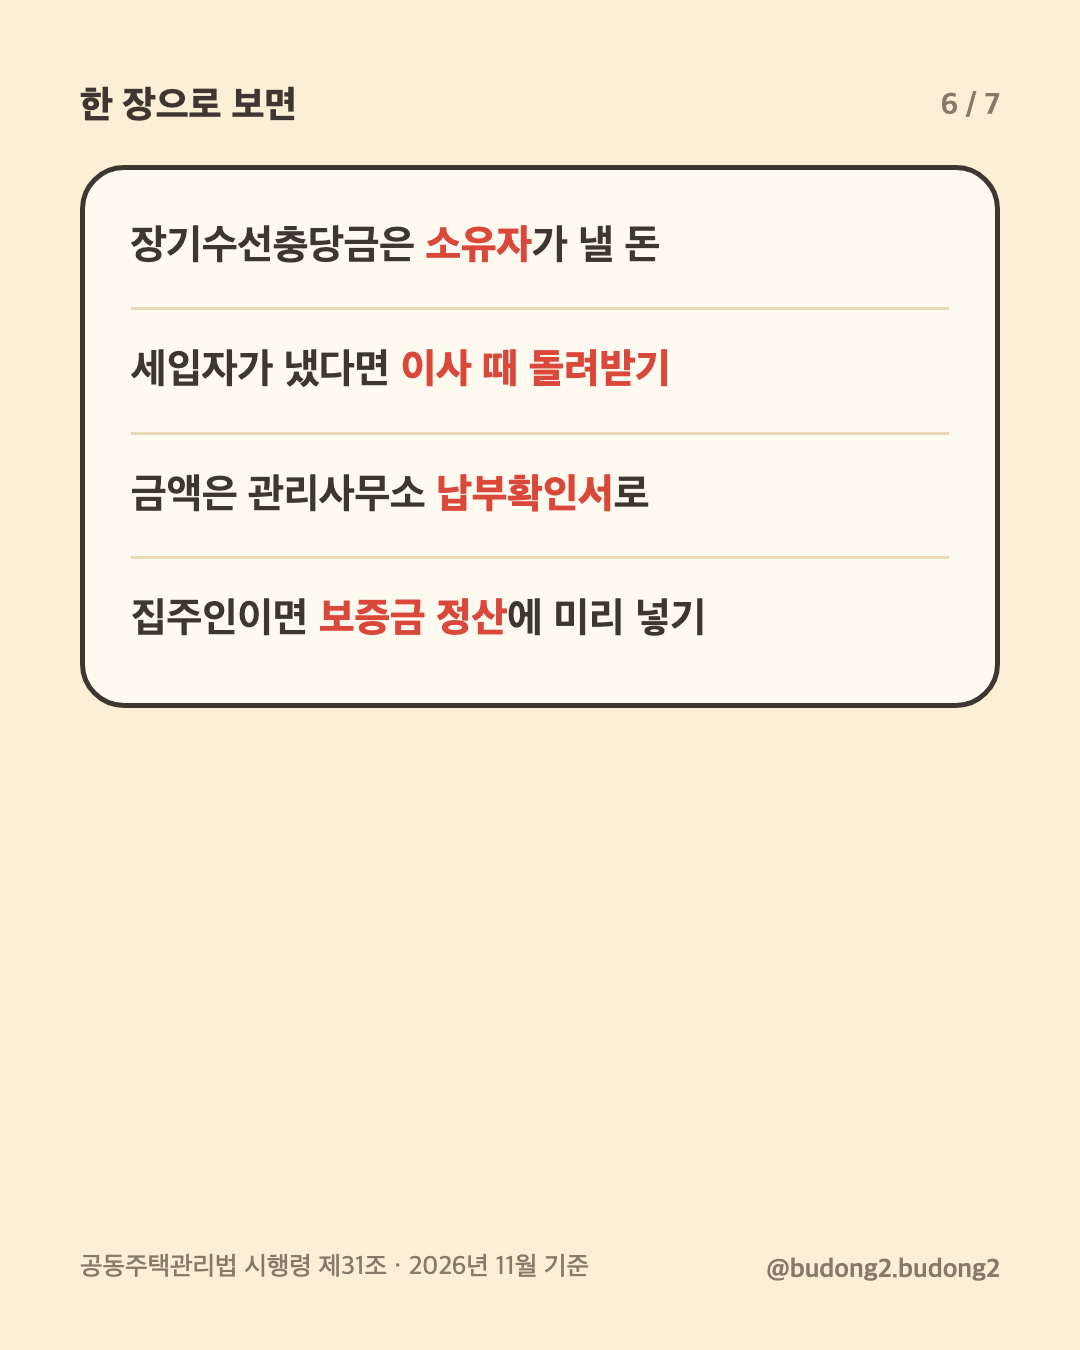 한 장으로 보면
6 / 7
장기수선충당금은 소유자가 낼 돈
세입자가 냈다면 이사 때 돌려받기
금액은 관리사무소 납부확인서로
집주인이면 보증금 정산에 미리 넣기
공동주택관리법 시행령 제31조 · 2026년 11월 기준
@budong2.budong2